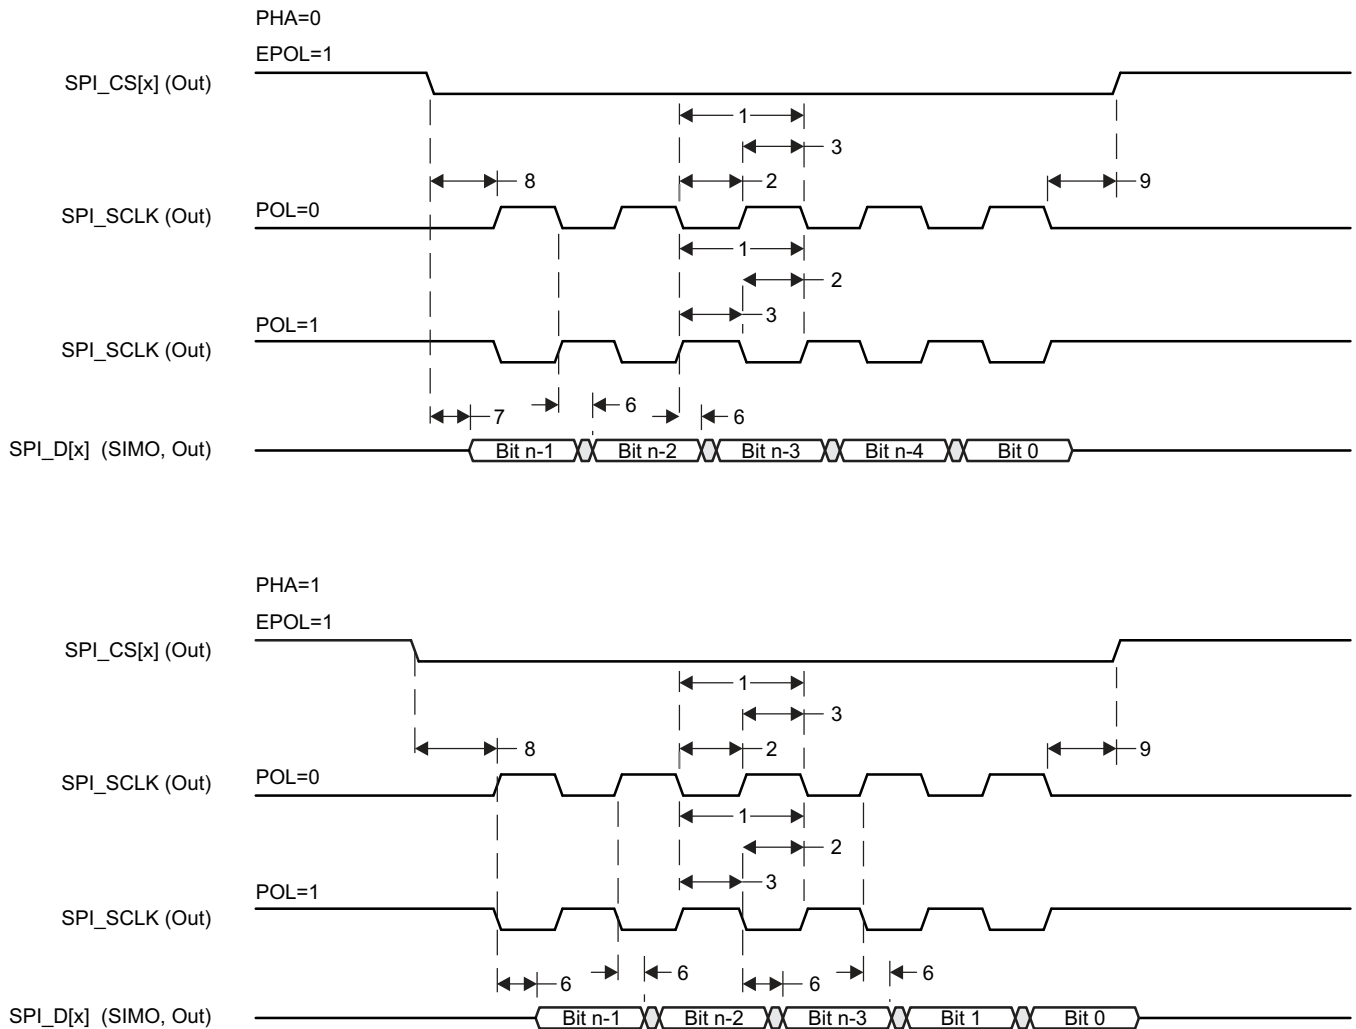 PHA=0
EPOL=1
SPI_CS[x] (Out)
1
3
8
2
9
SPI_SCLK (Out)
POL=0
1
2
3
POL=1
SPI_SCLK (Out)
7
6
6
SPI_D[x] (SIMO, Out)
Bit n-1 Bit n-2 Bit n-3 Bit n-4 Bit 0
PHA=1
EPOL=1
SPI_CS[x] (Out)
1
3
8
2
9
SPI_SCLK (Out)
POL=0
1
2
3
POL=1
SPI_SCLK (Out)
6
6
6
6
SPI_D[x] (SIMO, Out)
Bit n-1 Bit n-2 Bit n-3 Bit 1 Bit 0